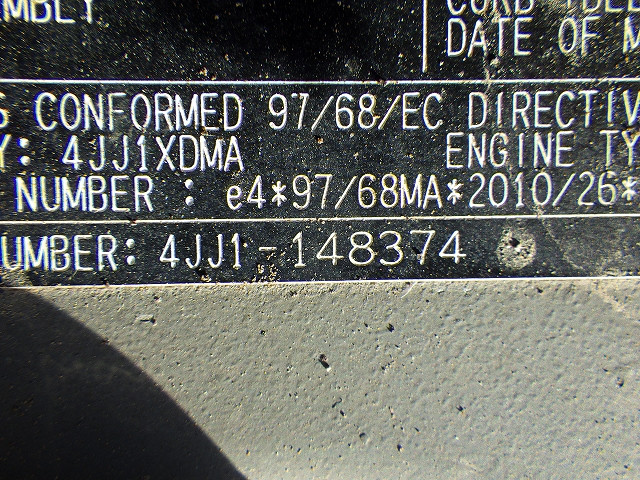 MBLY
DATE OF M
CONFORMED 97/68/EC DIRECTIV
Y: 4JJ1XDMA ENGINE TY
NUMBER : e4*97/68MA*2010/26*
UMBER: 4JJ1-148374